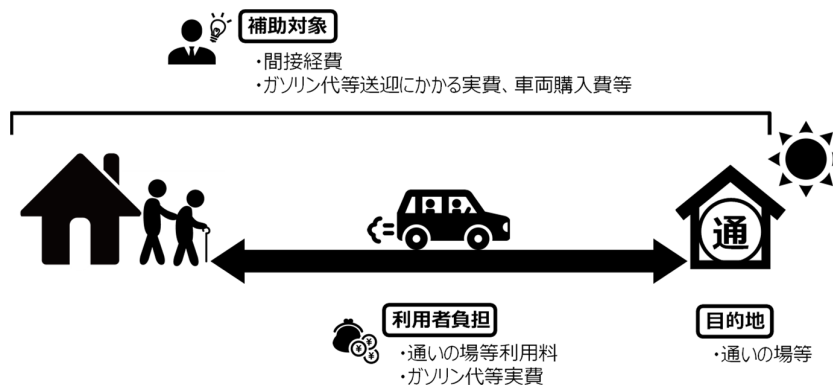 補助対象
・間接経費
・ガソリン代等送迎にかかる実費、車両購入費等
通
利用者負担
・通いの場等利用料
・ガソリン代等実費
目的地
・通いの場等